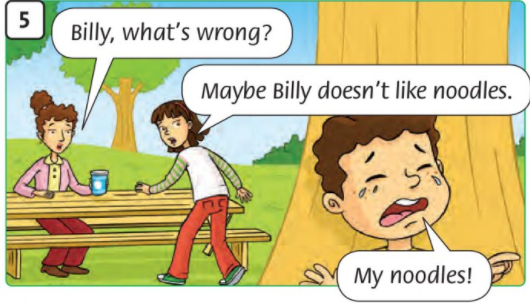 5
Billy, what's wrong?
Maybe Billy doesn't like noodles.
My noodles!